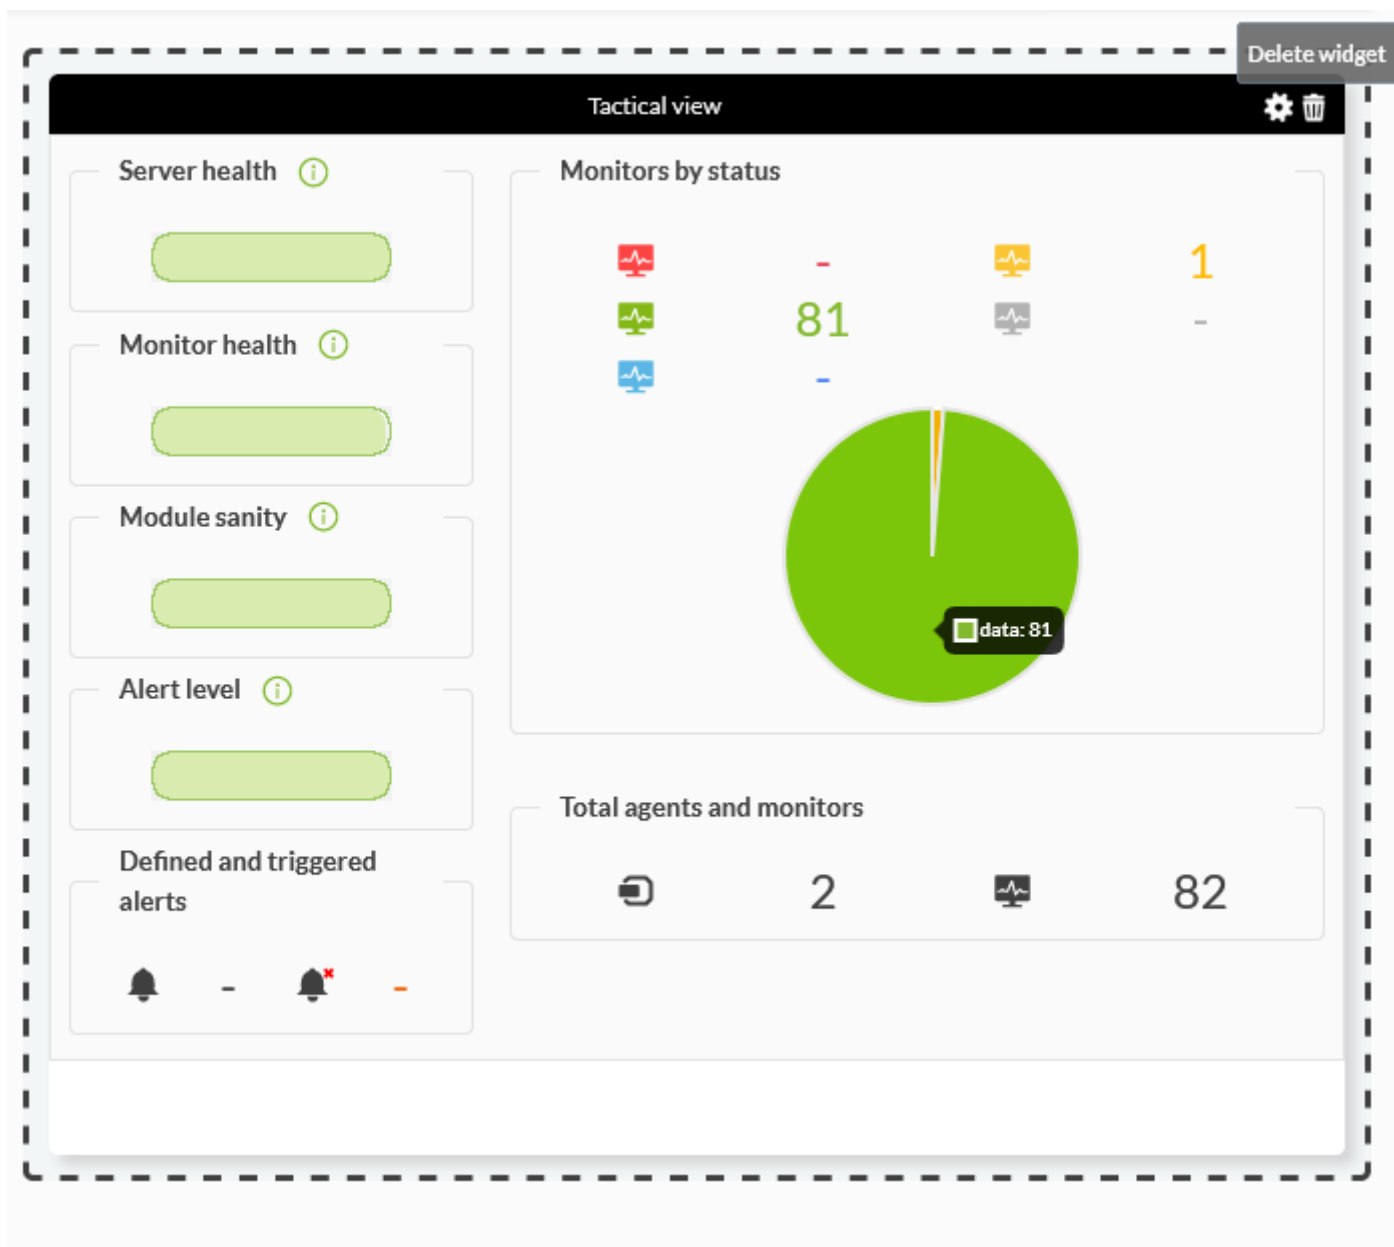 Delete widget
Tactical view
Server health
Monitor health
Module sanity
Alert level
Defined and triggered
alerts
- -
Monitors by status
- 1
81 -
-
data: 81
Total agents and monitors
2 82